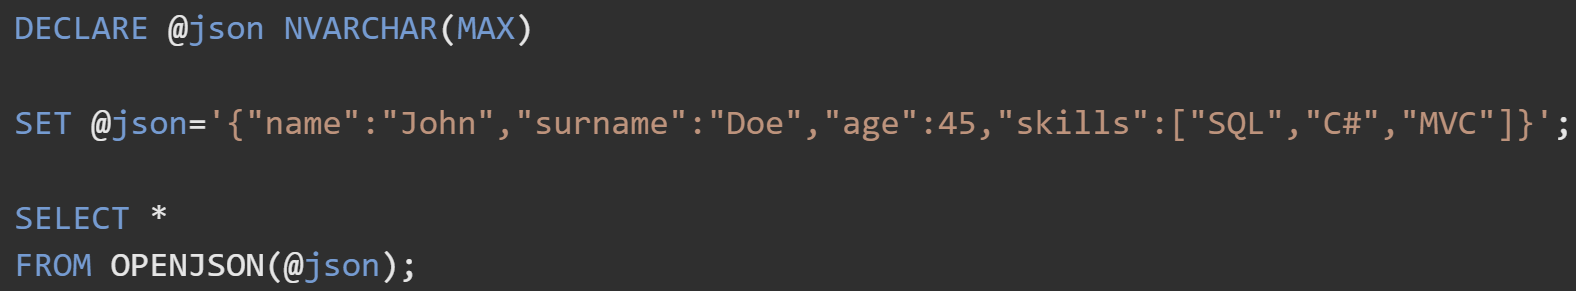 DECLARE @json NVARCHAR(MAX)
SET @json='{"name":"John","surname":"Doe","age":45,"skills":["SQL","C#","MVC"]}';
SELECT *
FROM OPENJSON(@json);